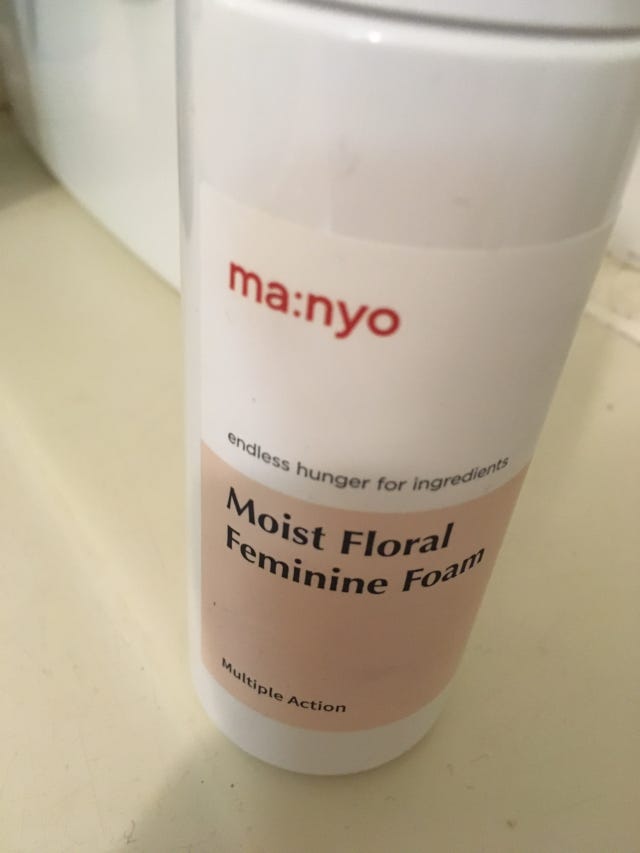 ma:nyo
endless hunger for ingredients
Moist Floral
Feminine Foam
Multiple Action